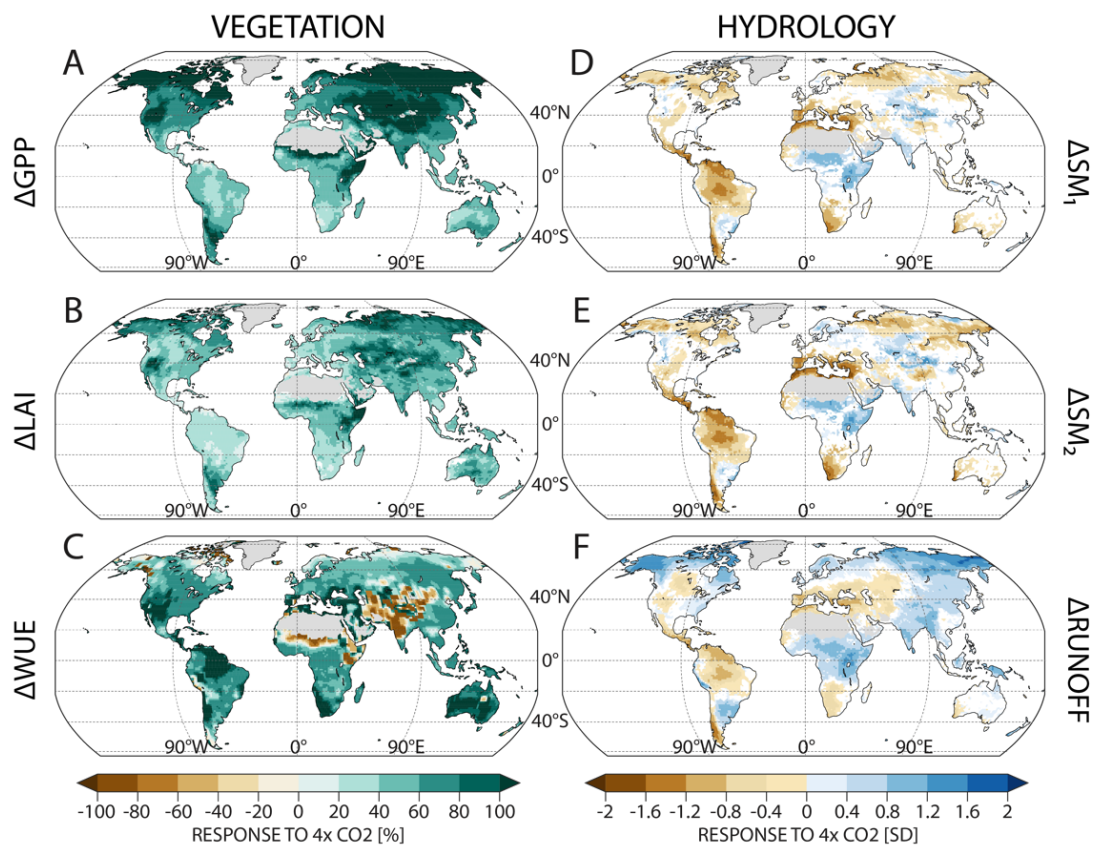 VEGETATION
HYDROLOGY
A
D
ΔGPP
40°N
0°
40°S
90°W 0° 90°E
90°W 0° 90°E
ΔSM1
B
E
ΔLAI
40°N
0°
40°S
90°W 0° 90°E
90°W 0° 90°E
ΔSM2
C
F
ΔWUE
40°N
0°
40°S
90°W 0° 90°E
90°W 0° 90°E
ΔRUNOFF
-100 -80 -60 -40 -20 0 20 40 60 80 100
RESPONSE TO 4x CO2 [%]
-2 -1.6 -1.2 -0.8 -0.4 0 0.4 0.8 1.2 1.6 2
RESPONSE TO 4x CO2 [SD]